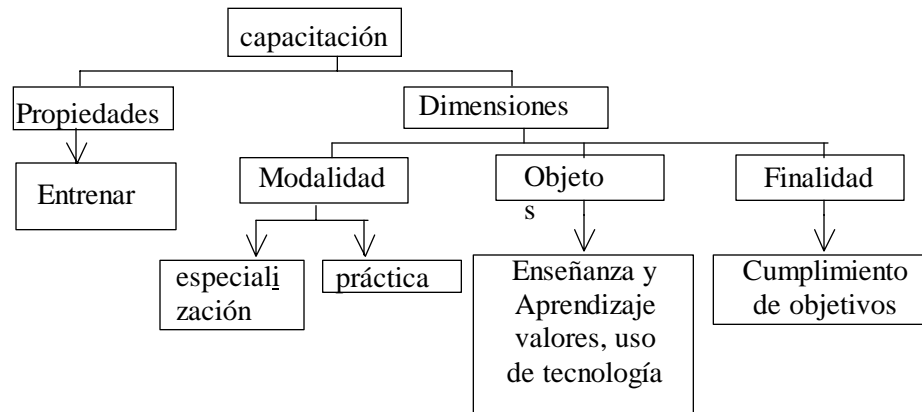 capacitación
Propiedades
Dimensiones
Entrenar
Modalidad
Objeto
s
Finalidad
especiali
zación
práctica
Enseñanza y
Aprendizaje
valores, uso
de tecnología
Cumplimiento
de objetivos